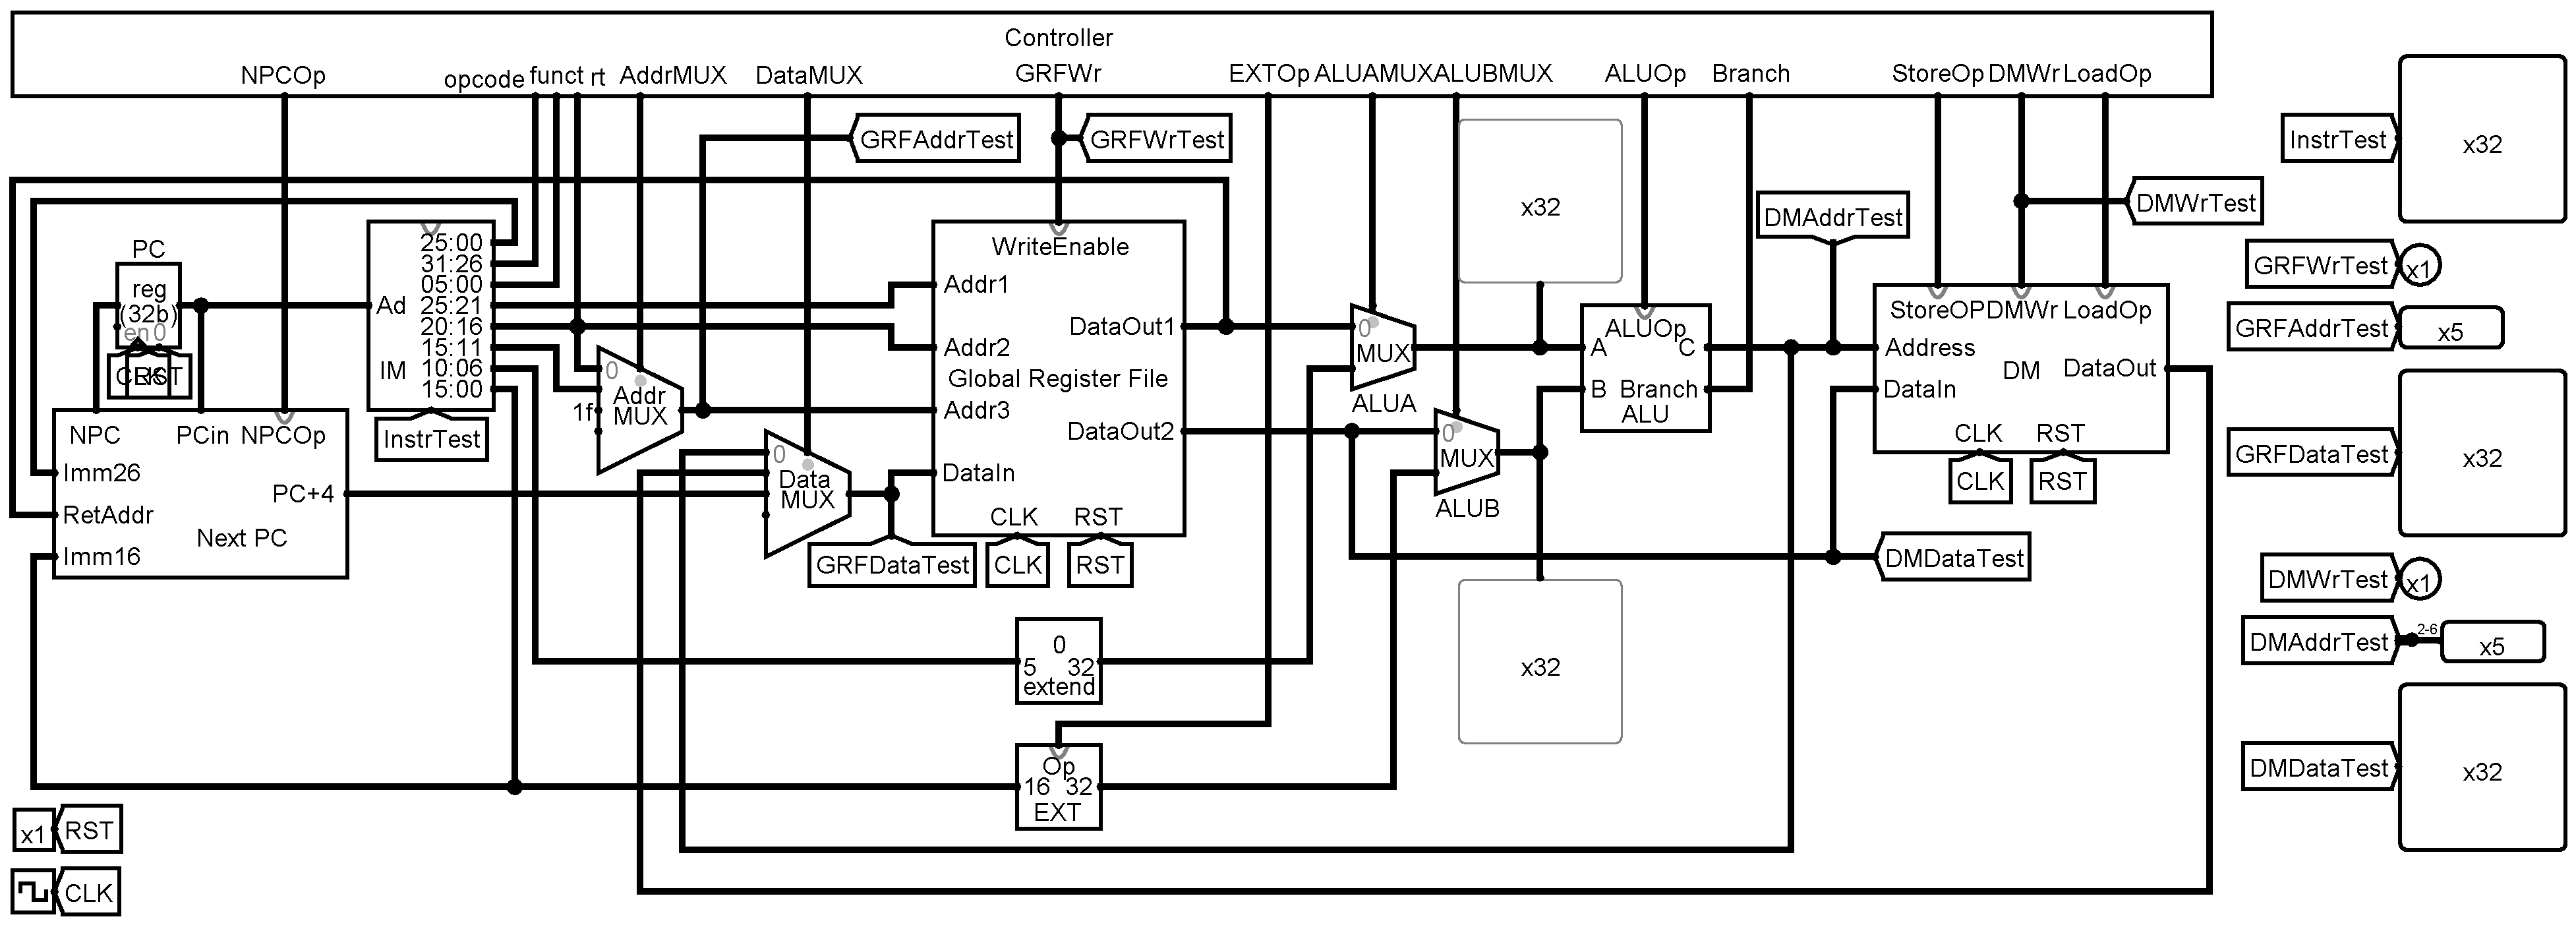 Controller
NPCOp opcode funct rt AddrMUX DataMUX GRFWr EXTOp ALUAMUX ALUBMUX ALUOp Branch StoreOp DMWr LoadOp
GRFAddrTest
GRFWrTest
x32
InstrTest
x32
DMWrTest
DMAddrTest
PC
reg
(32b)
en 0
RST
25:00
31:26
05:00
25:21
20:16
15:11
10:06
15:00
Ad
IM
InstrTest
NPC PCin NPCOp
Imm26
PC+4
RetAddr
Next PC
Imm16
0
Addr
MUX
1f
0
Data
MUX
GRFDataTest
WriteEnable
Addr1
DataOut1
Addr2
Global Register File
Addr3
DataOut2
DataIn
CLK RST
CLK RST
0
MUX
ALUA
0
MUX
ALUB
ALUOp
A C
B Branch
ALU
StoreOP DMWr LoadOp
Address
DM DataOut
DataIn
CLK RST
CLK RST
DMDataTest
x32
0
5 32
extend
Op
16 32
EXT
GRFWrTest x1
GRFAddrTest x5
GRFDataTest x32
DMWrTest x1
DMAddrTest 2-6 x5
DMDataTest x32
x1 RST
CLK